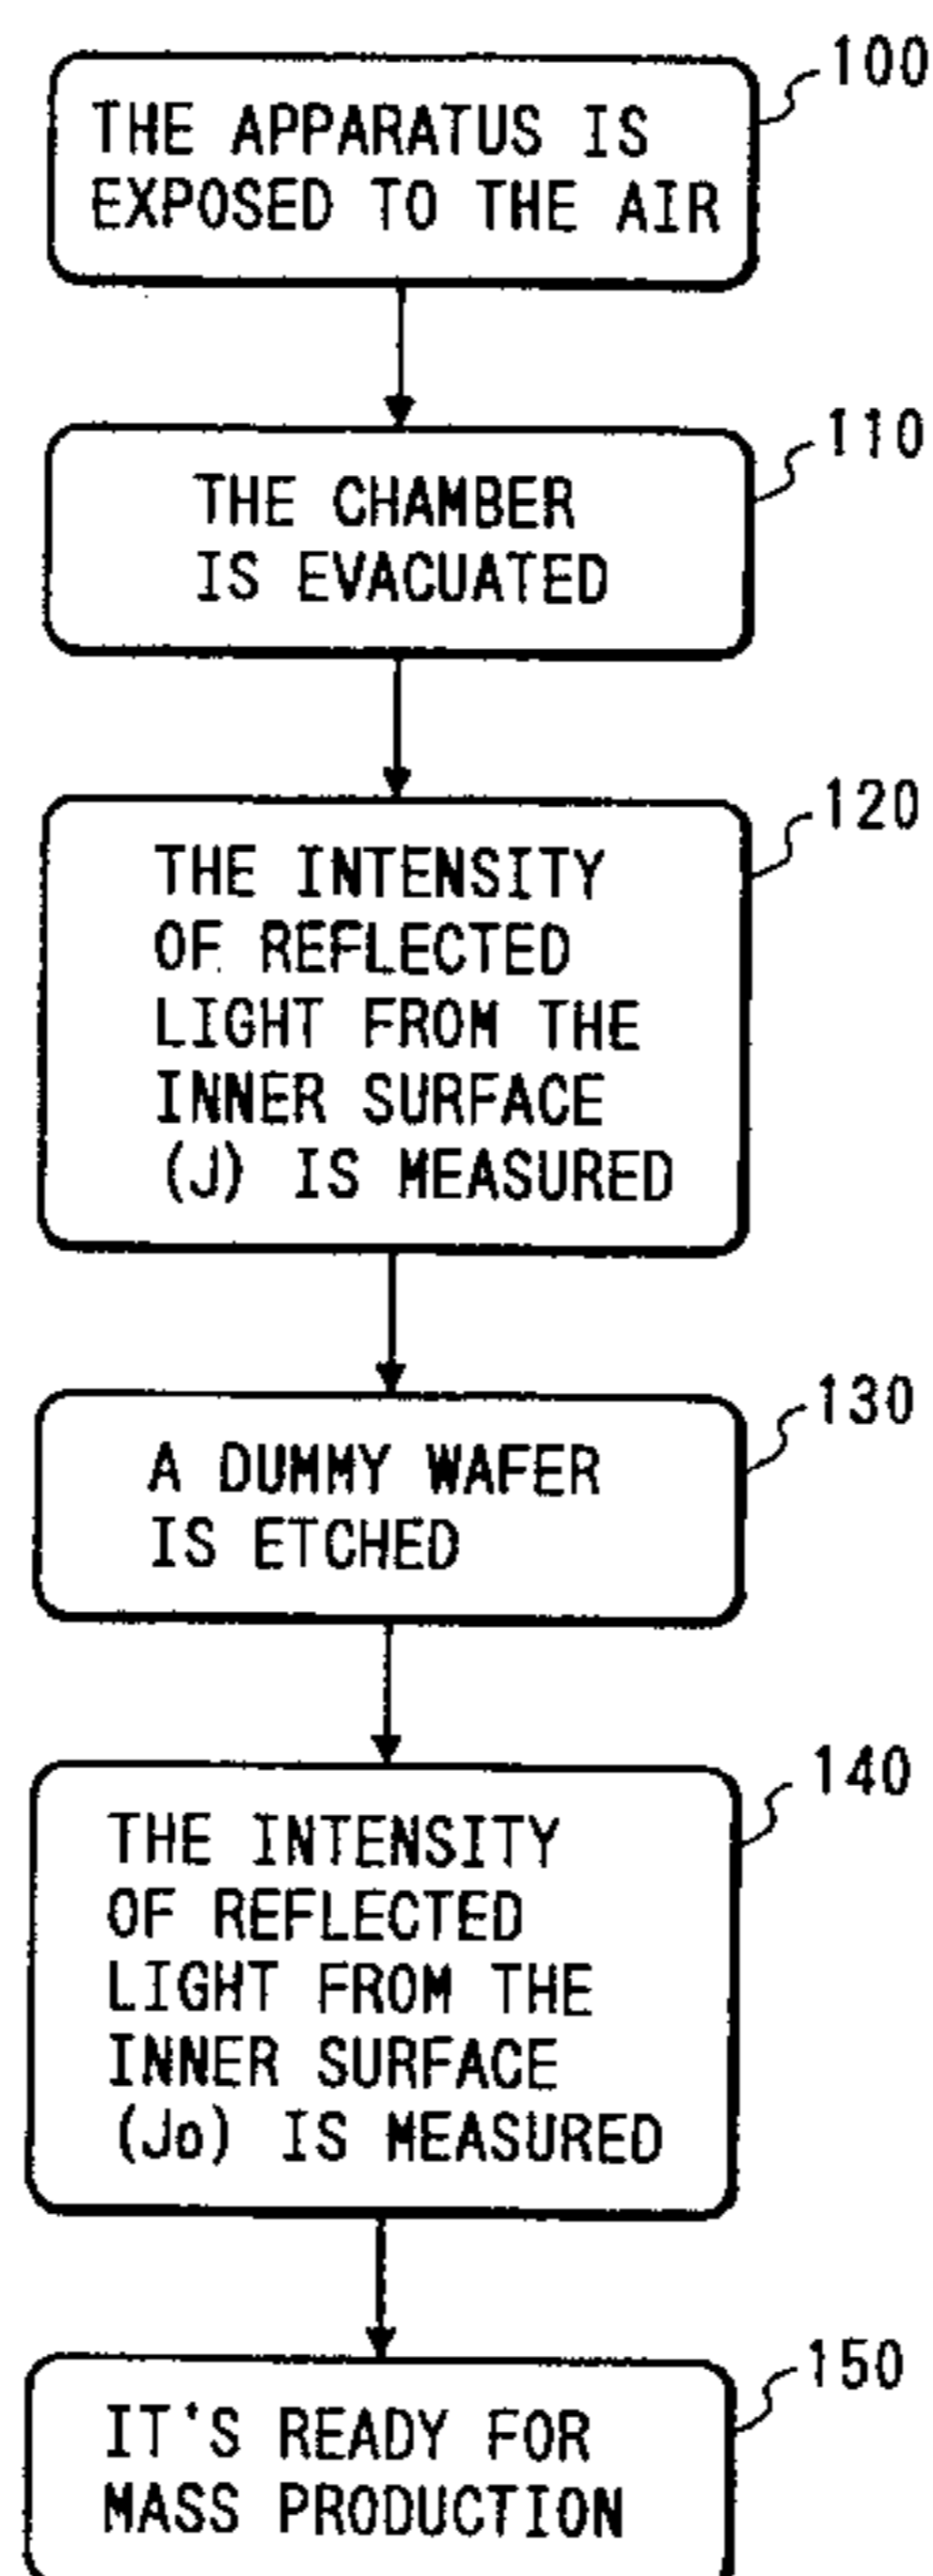 100
THE APPARATUS IS
EXPOSED TO THE AIR
110
THE CHAMBER
IS EVACUATED
120
THE INTENSITY
OF REFLECTED
LIGHT FROM THE
INNER SURFACE
(J) IS MEASURED
130
A DUMMY WAFER
IS ETCHED
140
THE INTENSITY
OF REFLECTED
LIGHT FROM THE
INNER SURFACE
(Jo) IS MEASURED
150
IT'S READY FOR
MASS PRODUCTION